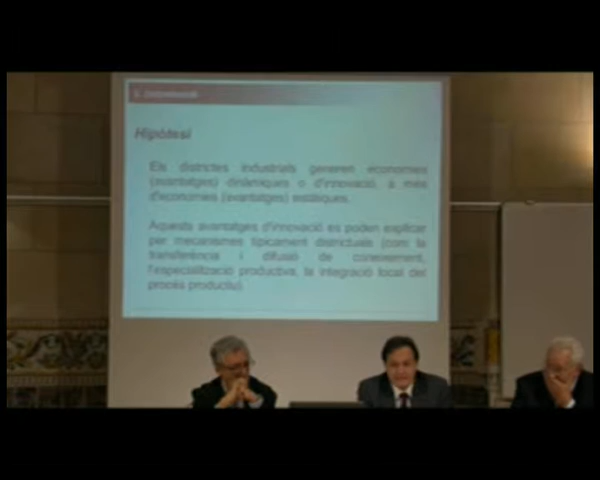 Hipòtesi
Els districtes industrials generen economies
(avantatges) dinàmiques o d'innovació, a més
d'economies (avantatges) estàtiques.
Aquests avantatges d'innovació es poden explicar
per mecanismes típicament districtuals (com la
transferència i difusió de coneixement,
l'especialització productiva, la integració local del
procés productiu).